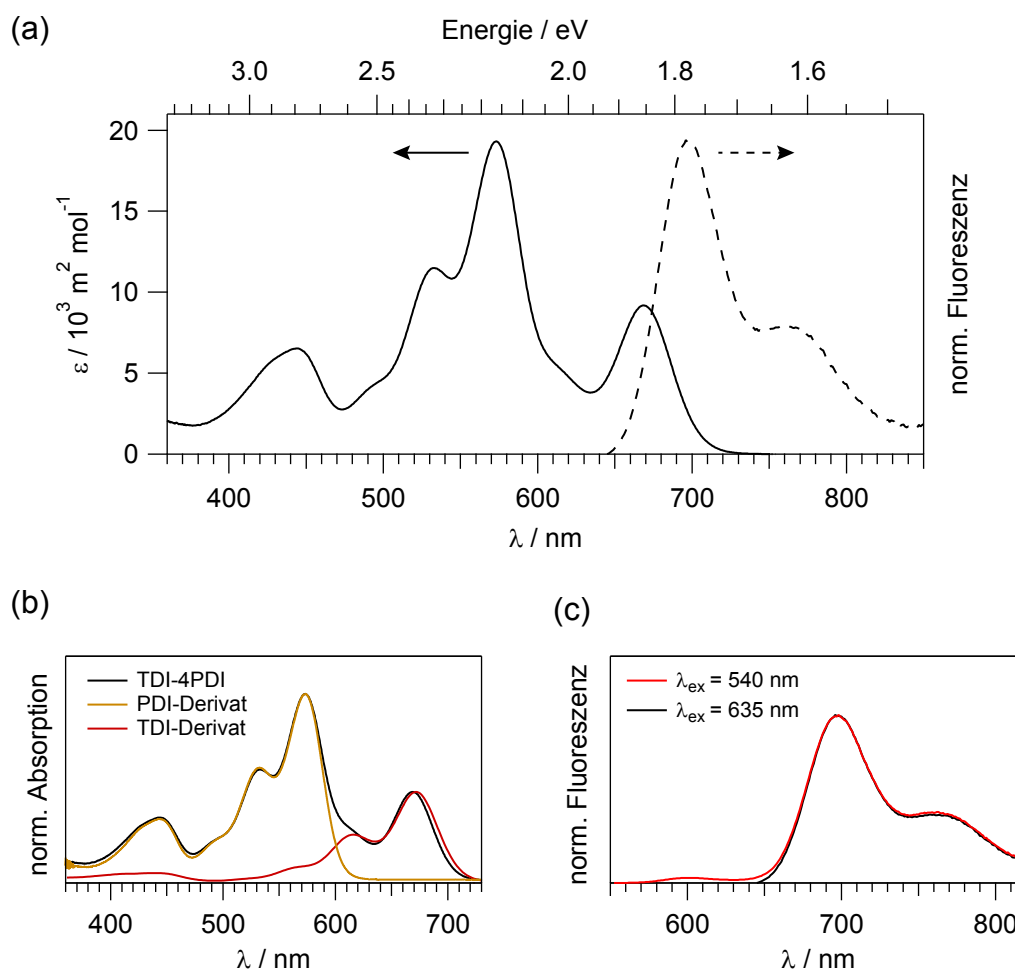 (a)
Energie / eV
3.0 2.5 2.0 1.8 1.6
20
15
10
5
0
ε / 10³ m² mol⁻¹
norm. Fluoreszenz
400 500 600 700 800
λ / nm
(b)
TDI-4PDI
PDI-Derivat
TDI-Derivat
norm. Absorption
400 500 600 700
λ / nm
(c)
λex = 540 nm
λex = 635 nm
norm. Fluoreszenz
600 700 800
λ / nm